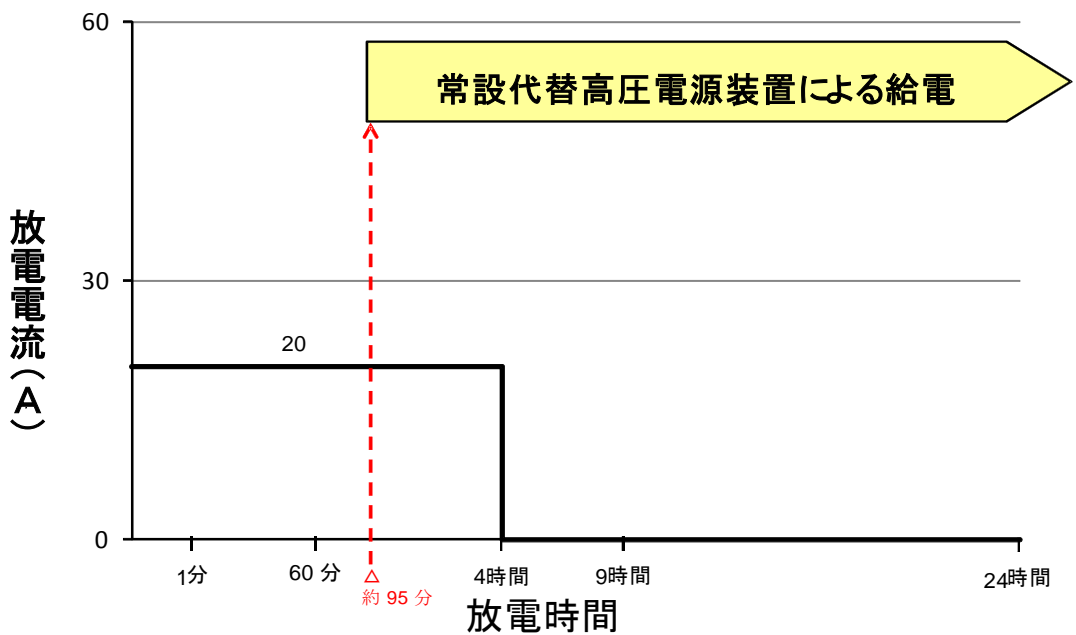 60
常設代替高圧電源装置による給電
放電電流(A)
30
20
0
1分
60 分
4時間
9時間
24時間
△
約 95 分
放電時間